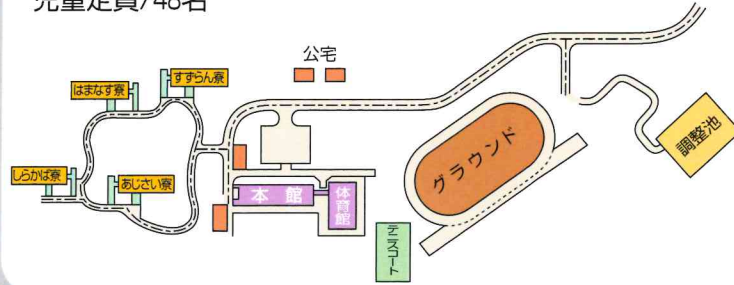 児童定員/48名
公宅
すずらん寮
はまなす寮
しらかば寮
あじさい寮
本館
体育館
グラウンド
テニスコート
調整池